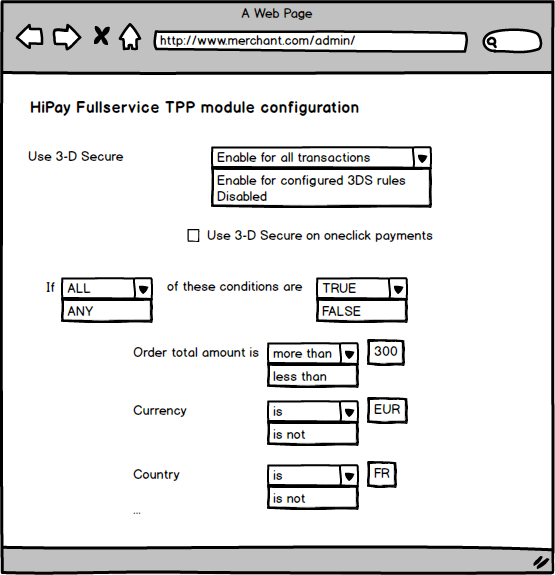 A Web Page
http://www.merchant.com/admin/
HiPay Fullservice TPP module configuration
Use 3-D Secure Enable for all transactions
Enable for configured 3DS rules
Disabled
Use 3-D Secure on oneclick payments
If ALL of these conditions are TRUE
ANY FALSE
Order total amount is more than 300
less than
Currency is EUR
is not
Country is FR
is not
...